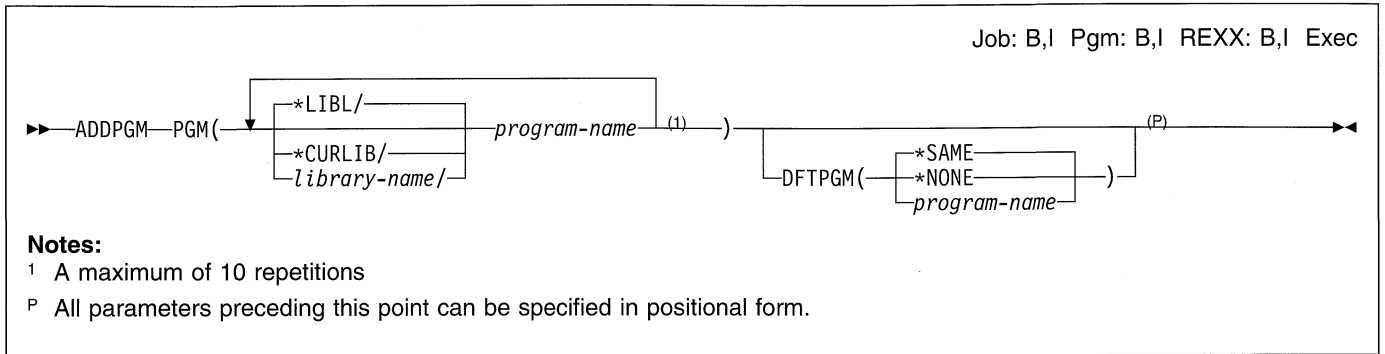 Job: B,I Pgm: B,I REXX: B,I Exec
*LIBL/
ADDPGM PGM( program-name (1) ) (P)
*CURLIB/
library-name/
*SAME
DFTPGM( *NONE )
program-name
Notes:
1 A maximum of 10 repetitions
P All parameters preceding this point can be specified in positional form.